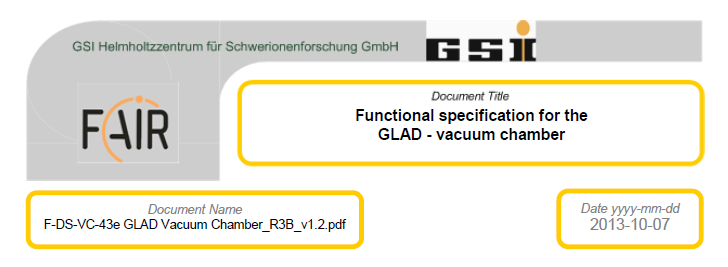 GSI Helmholtzzentrum für Schwerionenforschung GmbH
GSI
FAIR
Document Title
Functional specification for the
GLAD - vacuum chamber
Document Name
F-DS-VC-43e GLAD Vacuum Chamber_R3B_v1.2.pdf
Date yyyy-mm-dd
2013-10-07